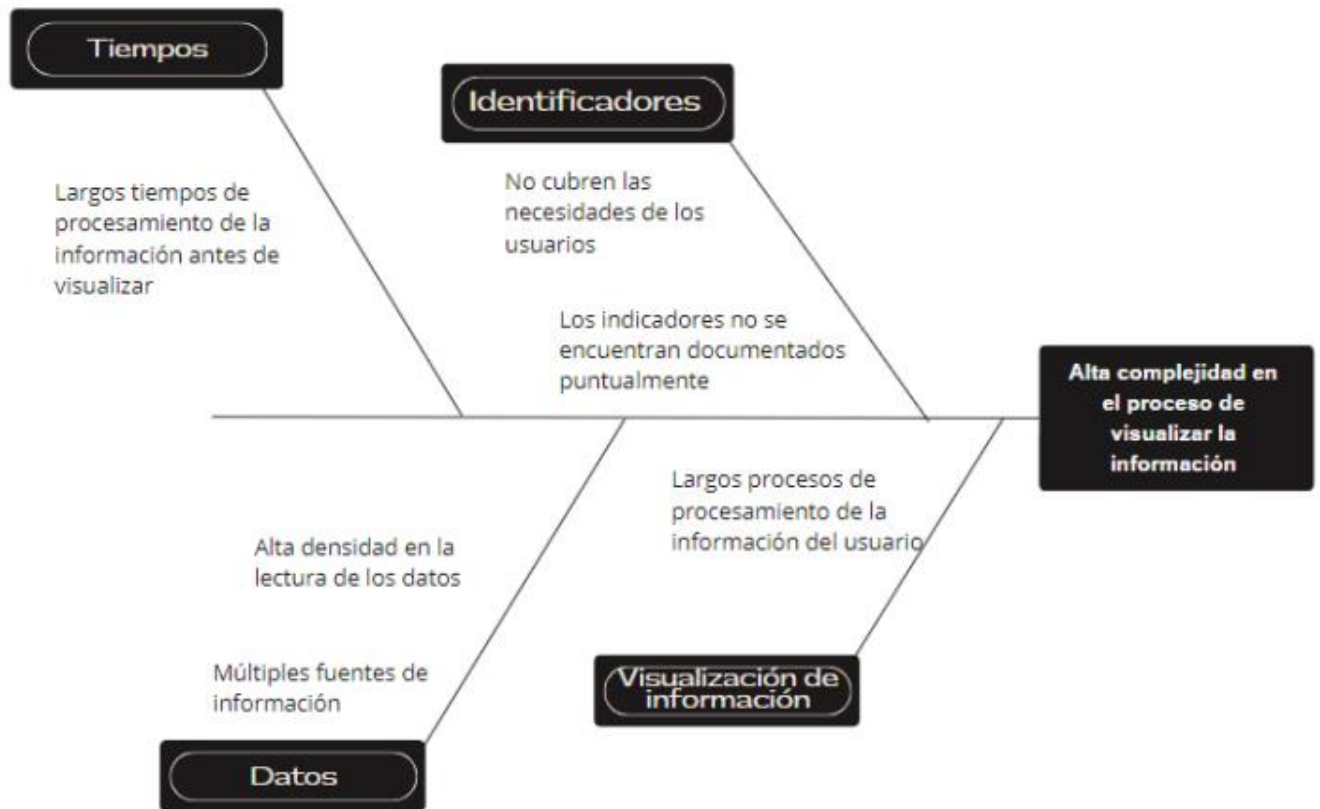 Tiempos
Largos tiempos de
procesamiento de la
información antes de
visualizar
Identificadores
No cubren las
necesidades de los
usuarios
Los indicadores no se
encuentran documentados
puntualmente
Alta complejidad en
el proceso de
visualizar la
información
Alta densidad en la
lectura de los datos
Múltiples fuentes de
información
Datos
Largos procesos de
procesamiento de la
información del usuario
Visualización de
información